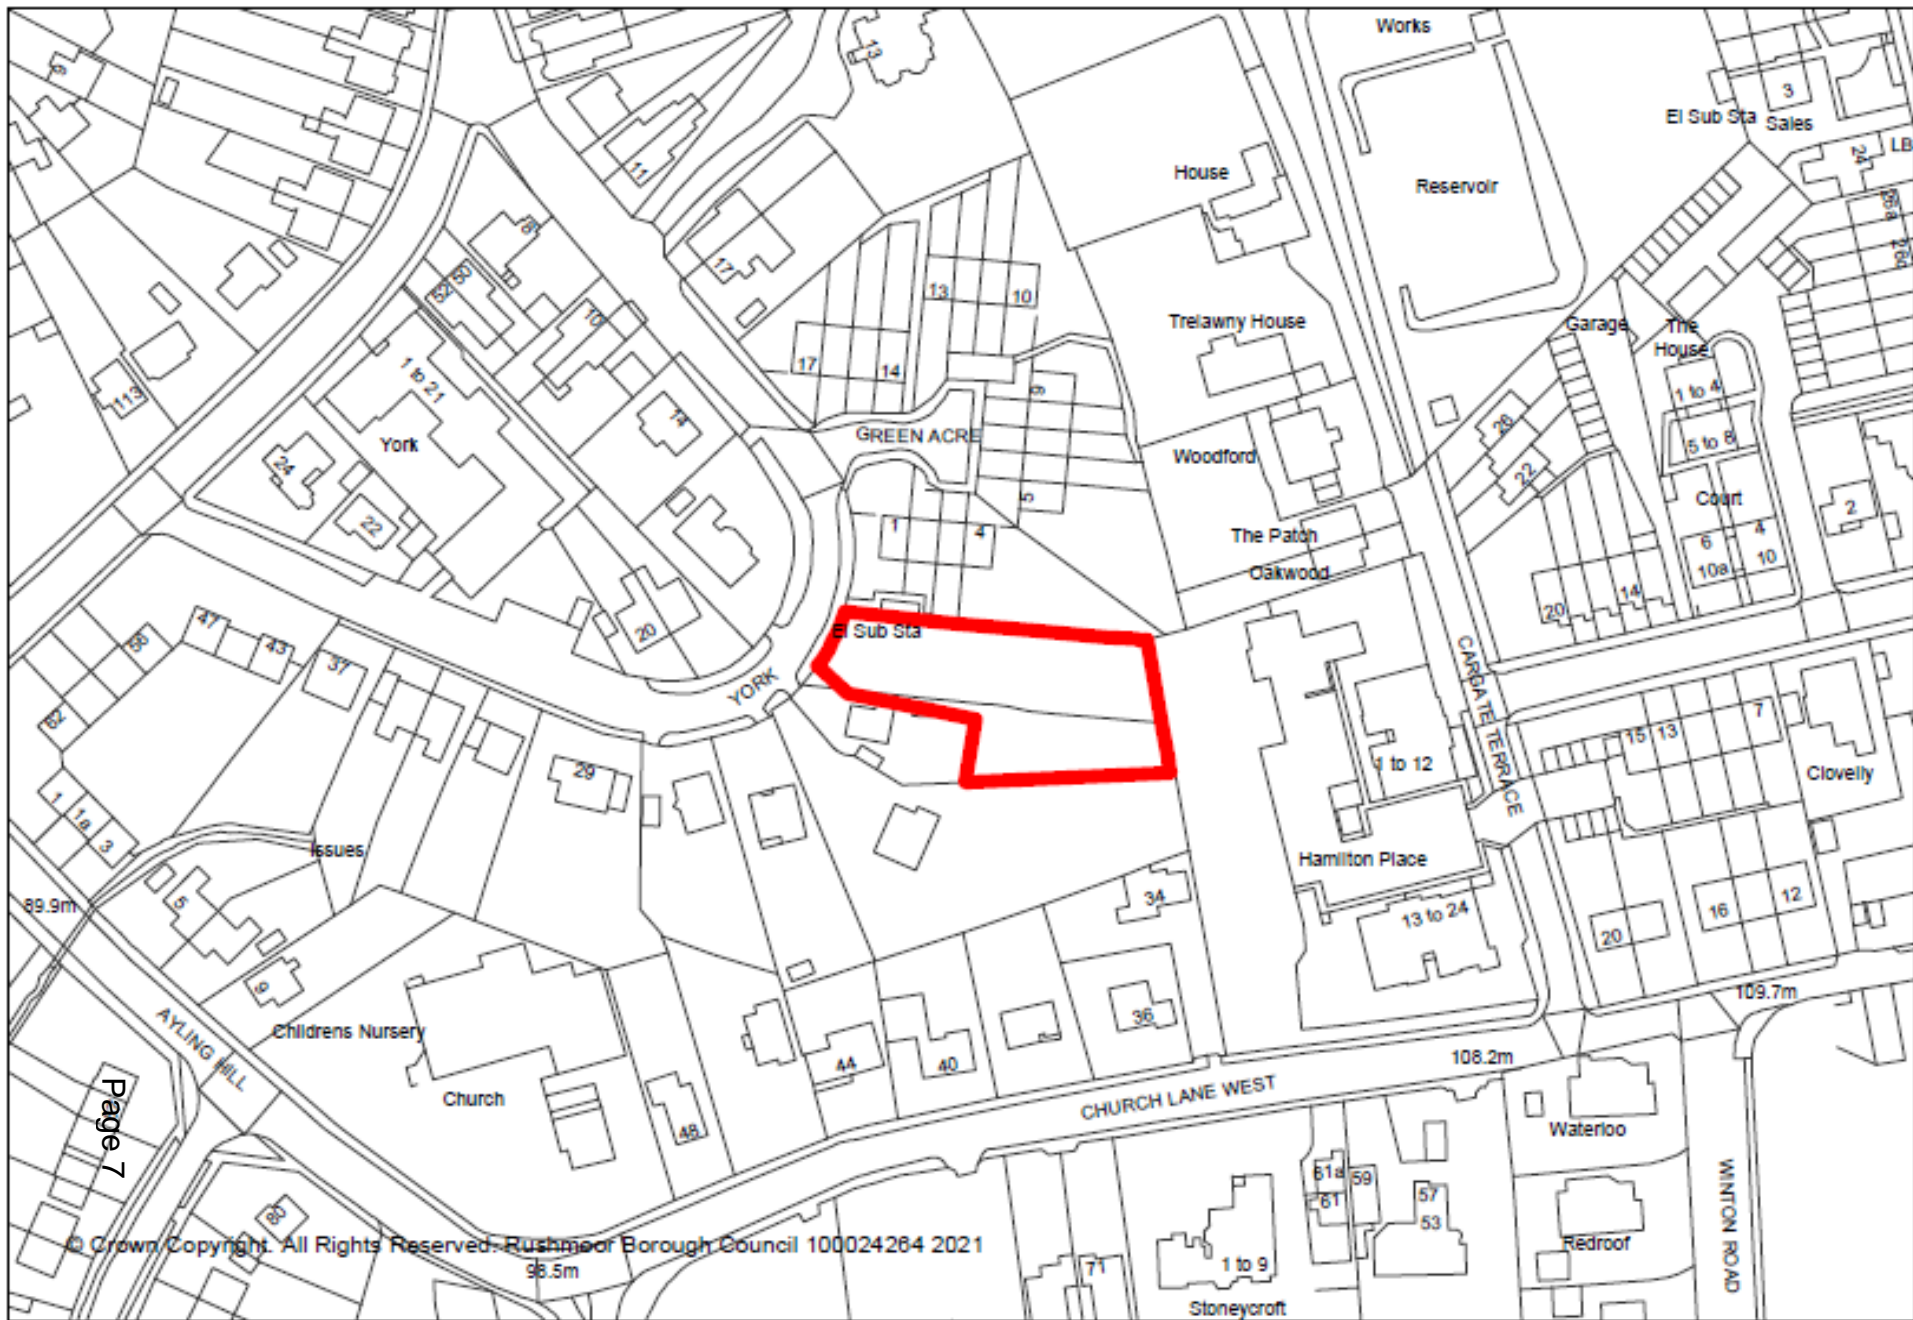 Works
13
3
El Sub Sta
Sales
LB
24
6
11
House
Reservoir
26a
26c
8
17
50
52
13
10
10
Trelawny House
Garage
The
House
17
14
1 to 21
113
9
1 to 4
14
26
GREEN ACRE
York
Woodford
5 to 8
24
22
5
Court
2
22
1
4
The Patch
4
6
Oakwood
10a
10
20
14
47
58
20
El Sub Sta
43
37
YORK
CARGATE TERRACE
62
7
15
13
1 to 12
29
Clovelly
1
1a
3
Issues
Hamilton Place
34
5
89.9m
13 to 24
12
16
20
9
109.7m
36
AYLING HILL
Childrens Nursery
44
40
108.2m
Church
CHURCH LANE WEST
48
Page 7
Waterloo
61a
59
61
57
53
WINTON ROAD
80
© Crown Copyright. All Rights Reserved. Rushmoor Borough Council 100024264 2021
Redroof
98.5m
71
1 to 9
Stoneycroft